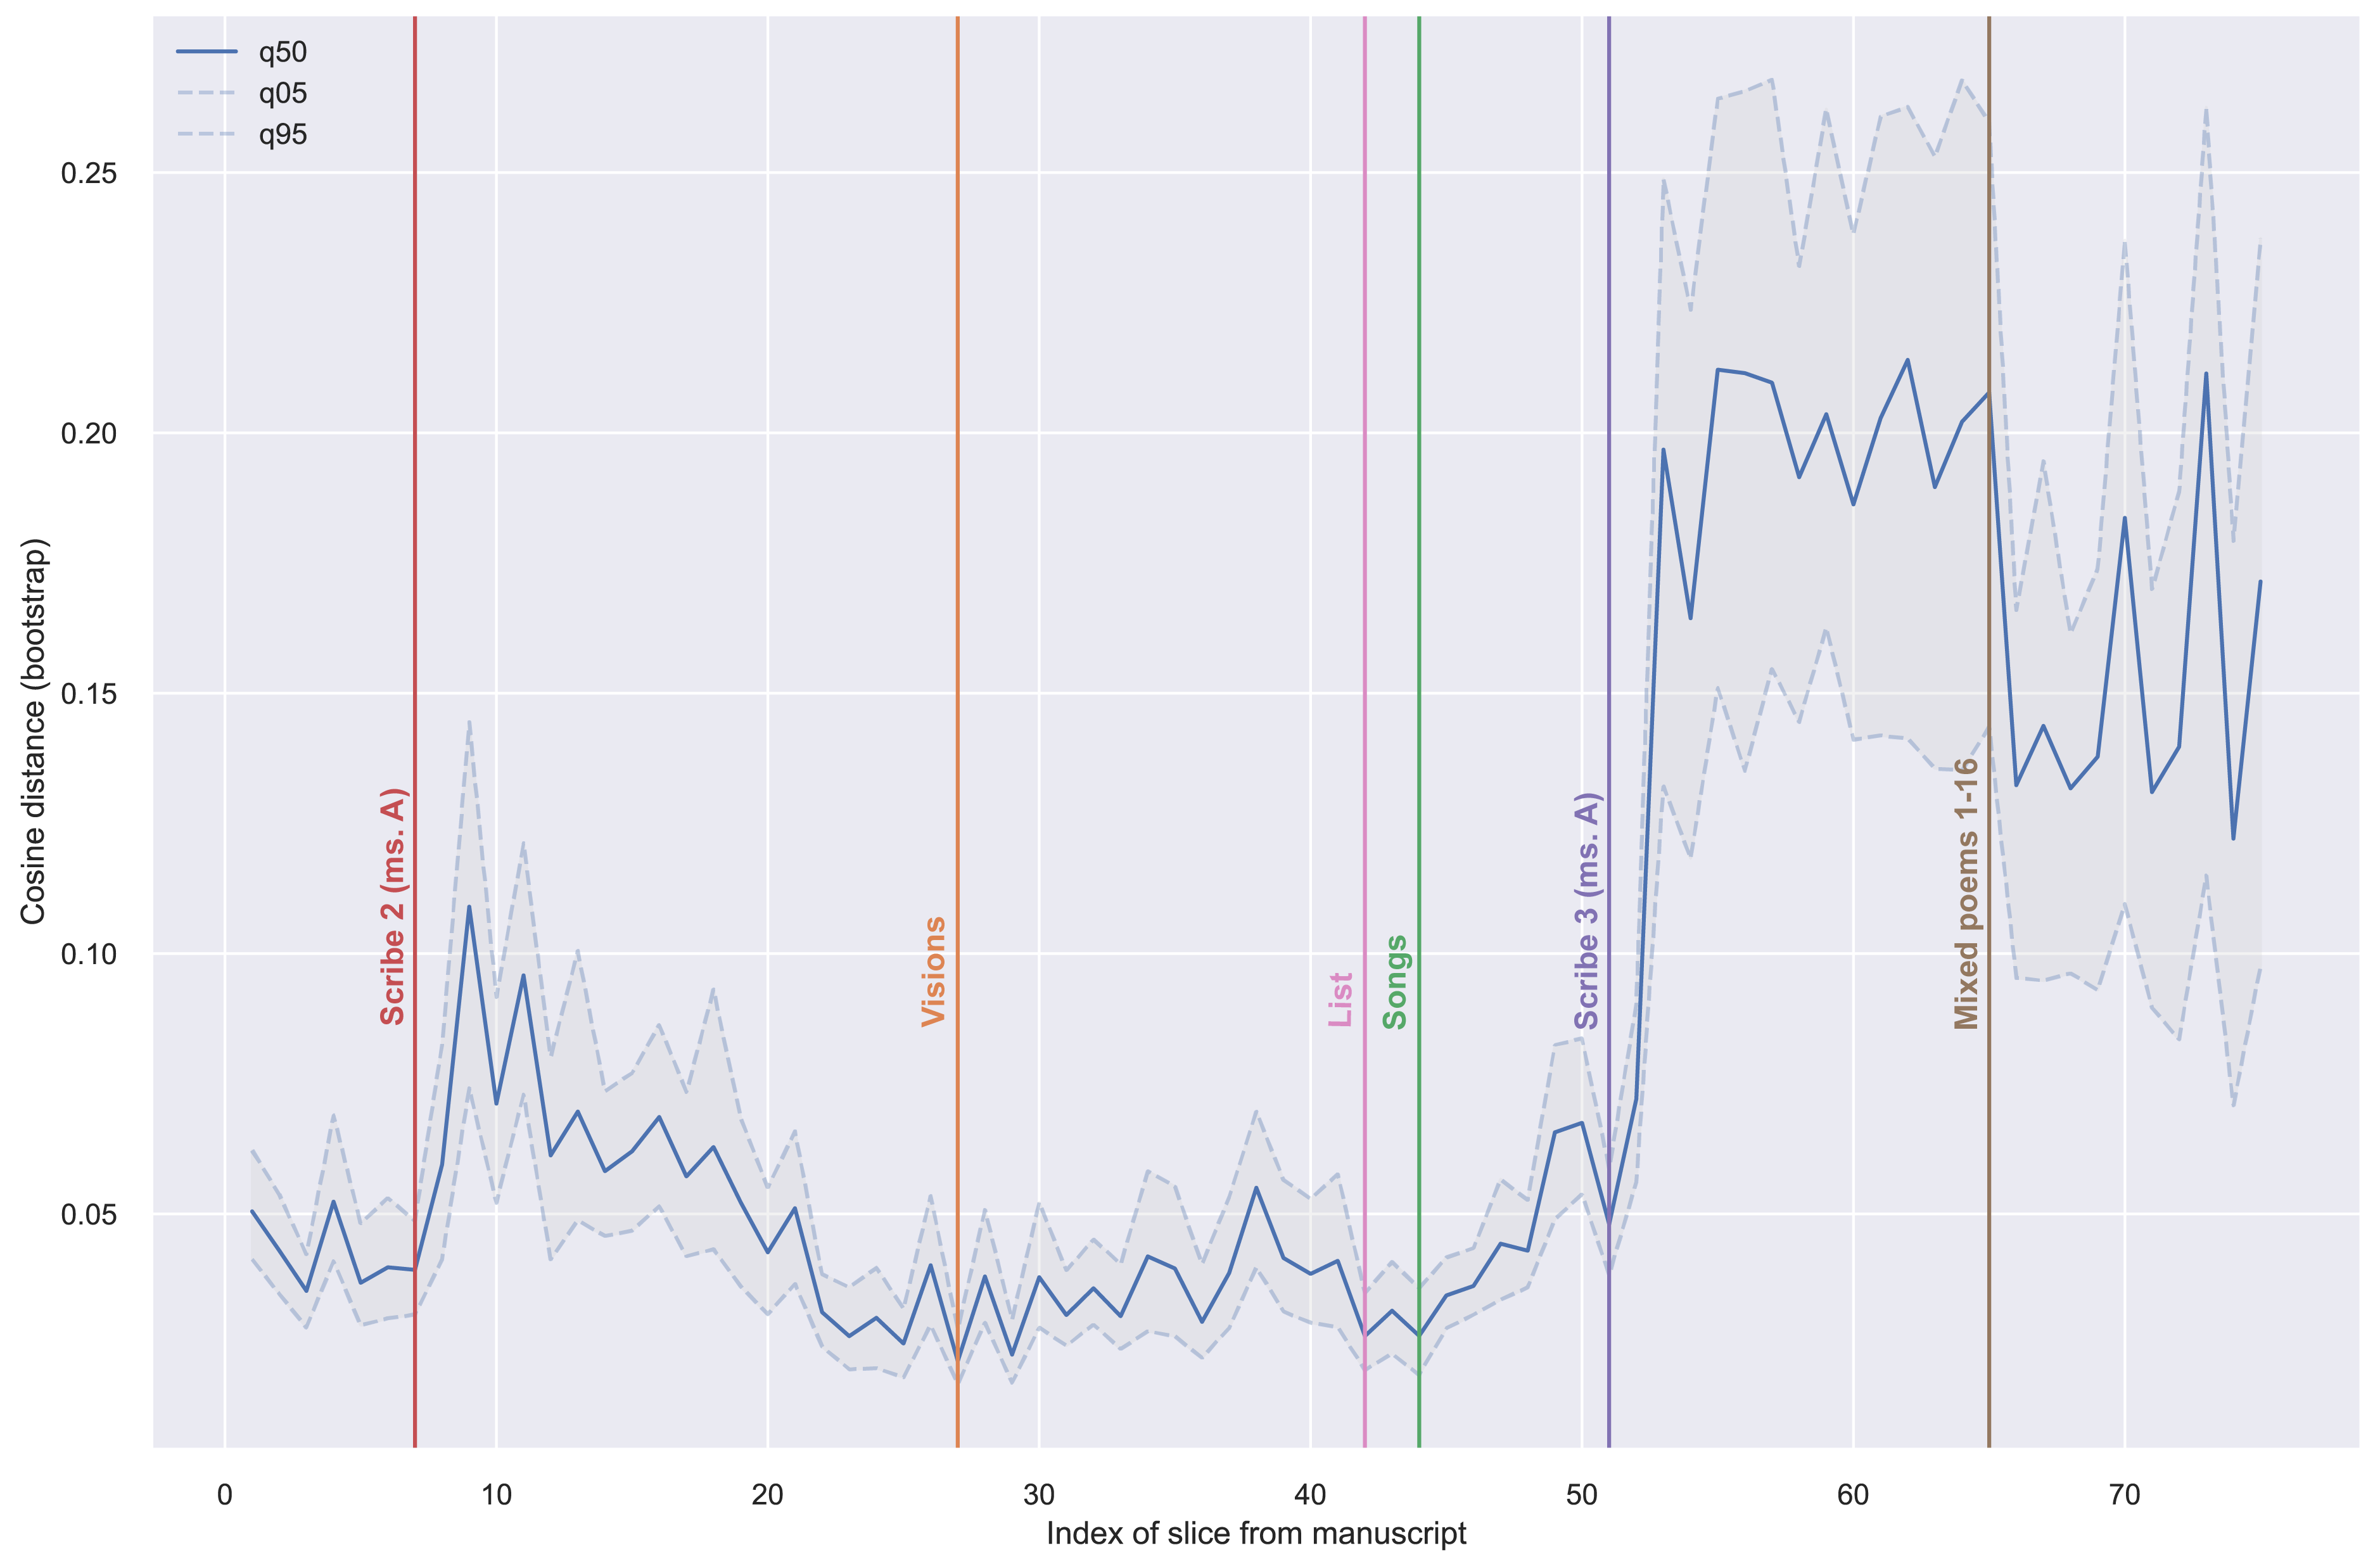 q50
q05
q95
0.25
0.20
0.15
0.10
0.05
Cosine distance (bootstrap)
Scribe 2 (ms. A)
Visions
List
Songs
Scribe 3 (ms. A)
Mixed poems 1-16
0 10 20 30 40 50 60 70
Index of slice from manuscript